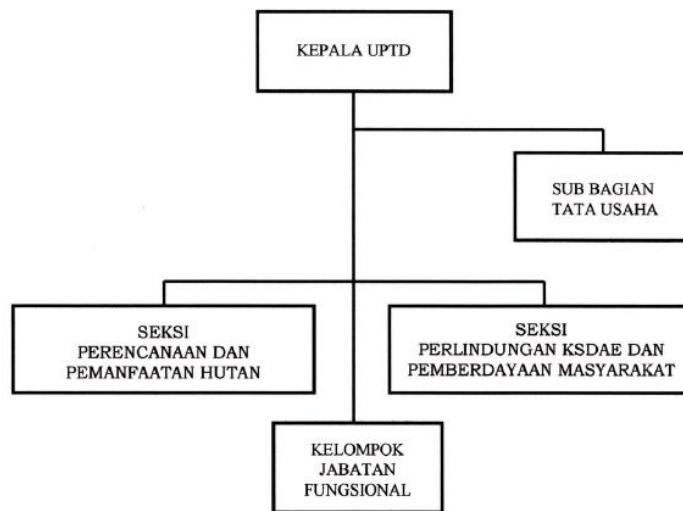 KEPALA UPTD
SUB BAGIAN
TATA USAHA
SEKSI
PERENCANAAN DAN
PEMANFAATAN HUTAN
SEKSI
PERLINDUNGAN KSDAE DAN
PEMBERDAYAAN MASYARAKAT
KELOMPOK
JABATAN
FUNGSIONAL